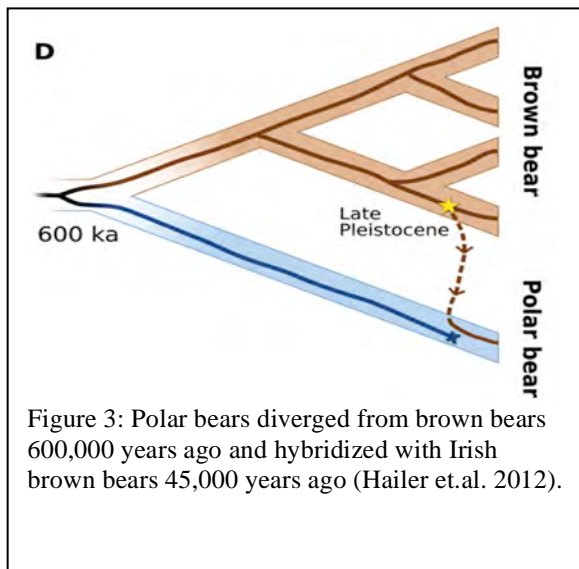 D
Brown bear
Late
Pleistocene
600 ka
Polar bear
Figure 3: Polar bears diverged from brown bears
600,000 years ago and hybridized with Irish
brown bears 45,000 years ago (Hailer et.al. 2012).